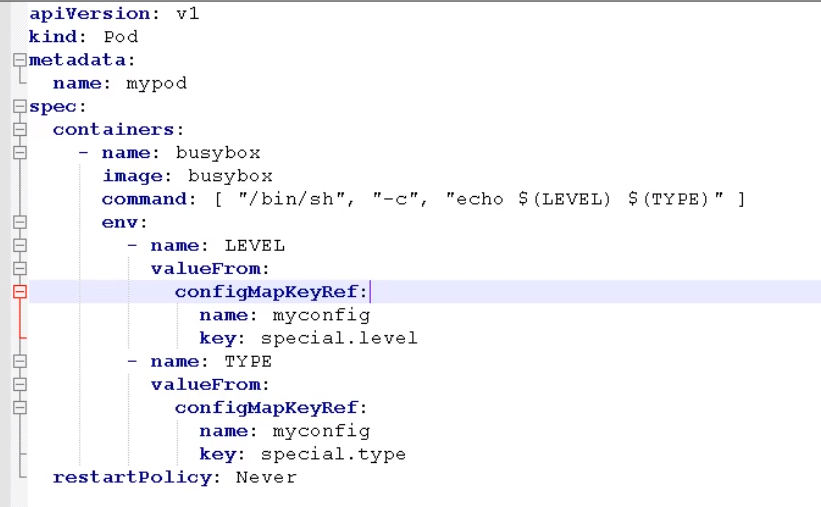 apiVersion: v1
kind: Pod
metadata:
  name: mypod
spec:
  containers:
    - name: busybox
      image: busybox
      command: [ "/bin/sh", "-c", "echo $(LEVEL) $(TYPE)" ]
      env:
        - name: LEVEL
          valueFrom:
            configMapKeyRef:
              name: myconfig
              key: special.level
        - name: TYPE
          valueFrom:
            configMapKeyRef:
              name: myconfig
              key: special.type
  restartPolicy: Never